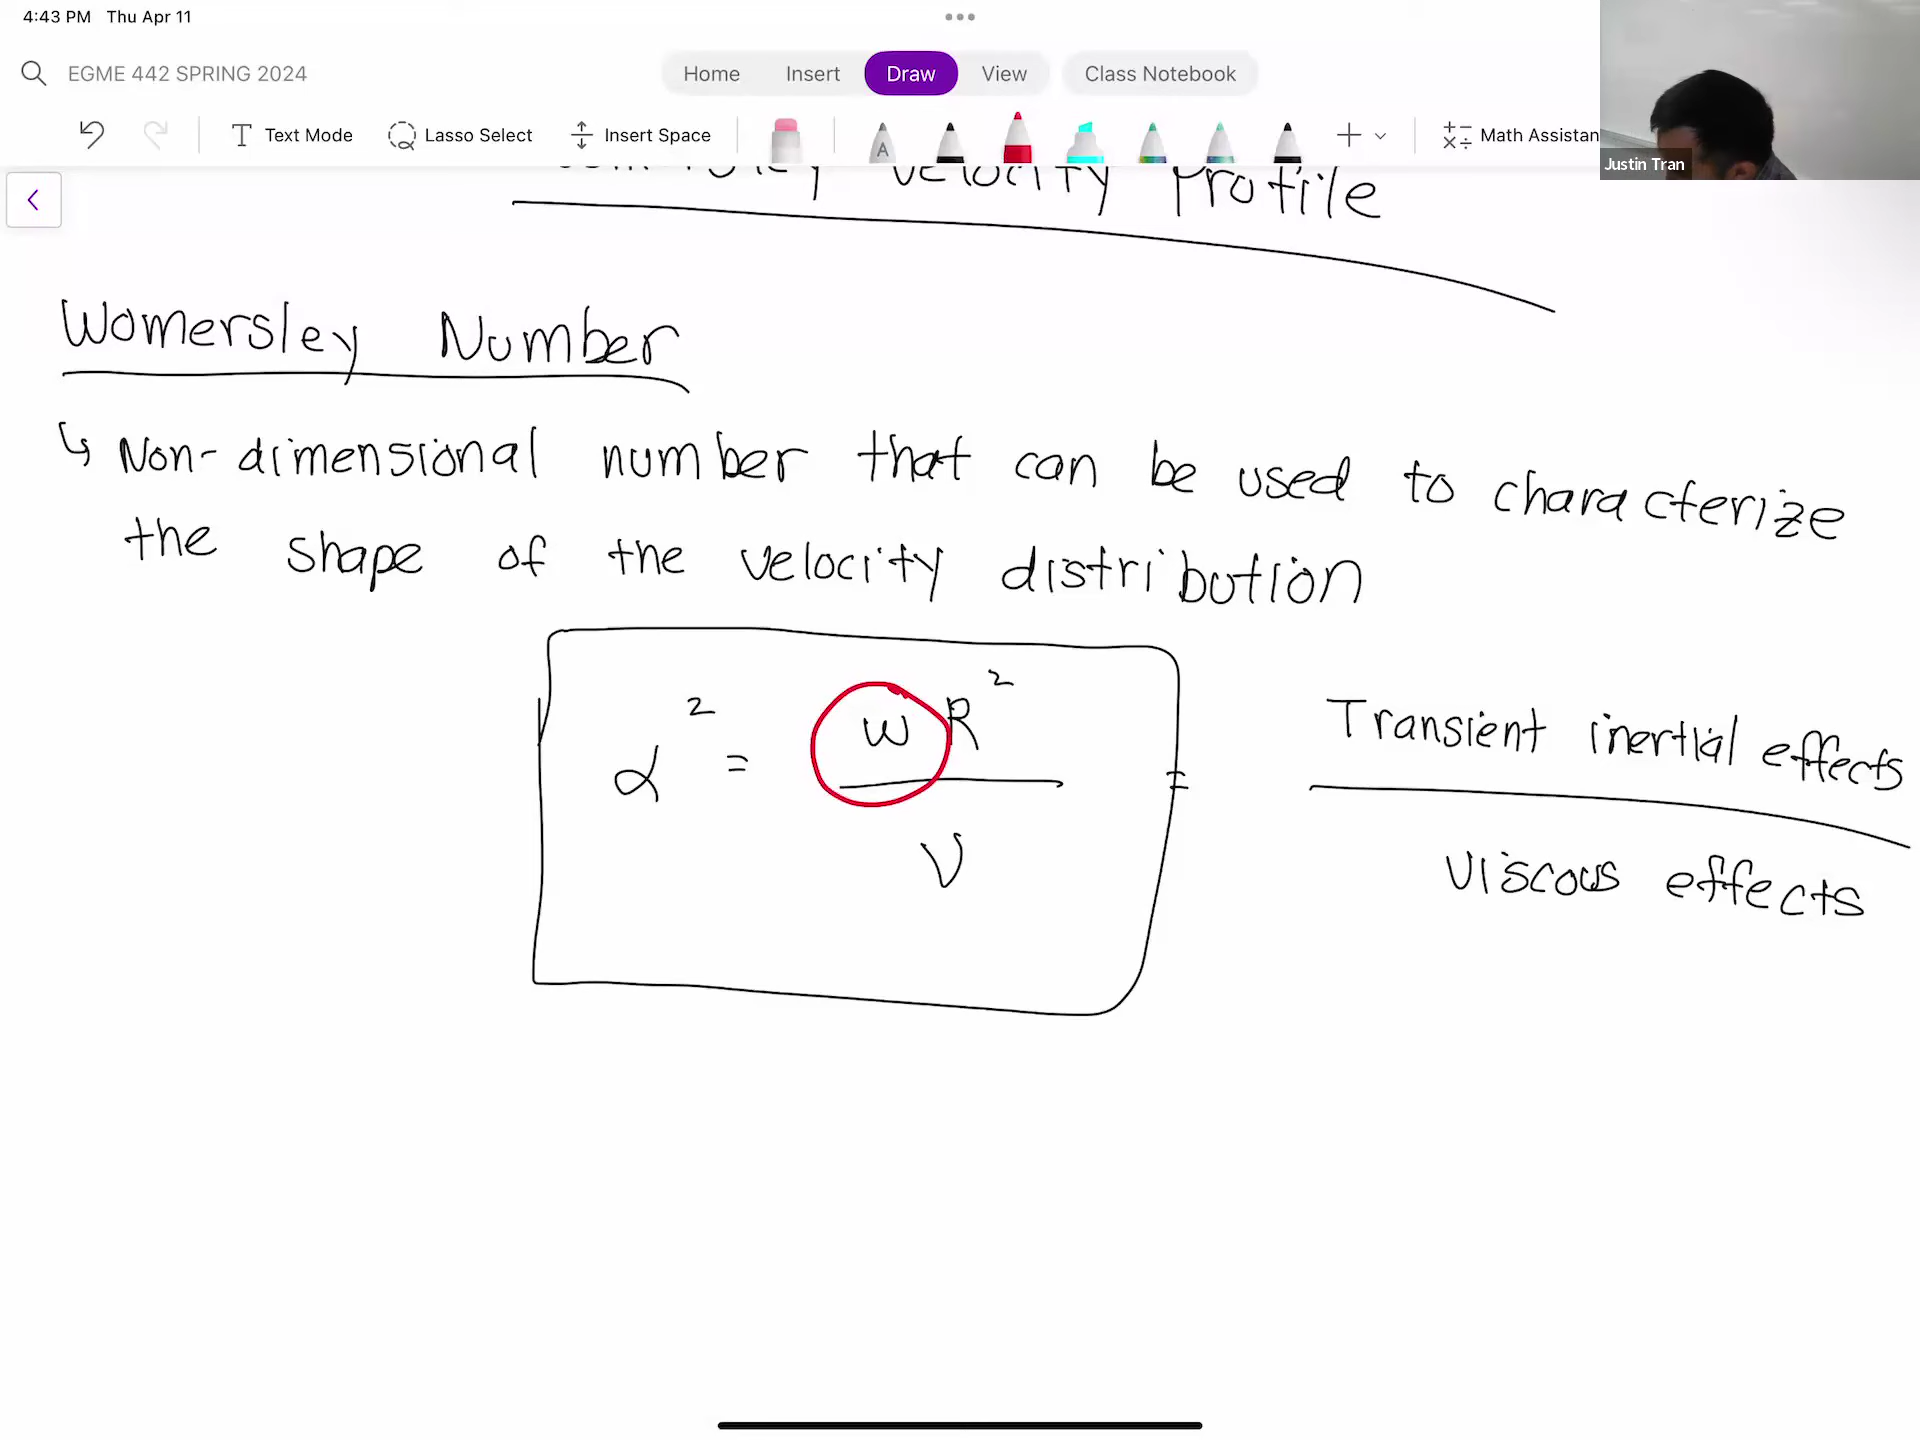 4:43 PM Thu Apr 11
EGME 442 SPRING 2024
Home Insert Draw View Class Notebook
Text Mode Lasso Select Insert Space Math Assistan
A
Justin Tran
Velocity Profile
Womersley Number
↳ Non-dimensional number that can be used to characterize
the shape of the velocity distribution
α² = ωR² / ν = Transient inertial effects / viscous effects